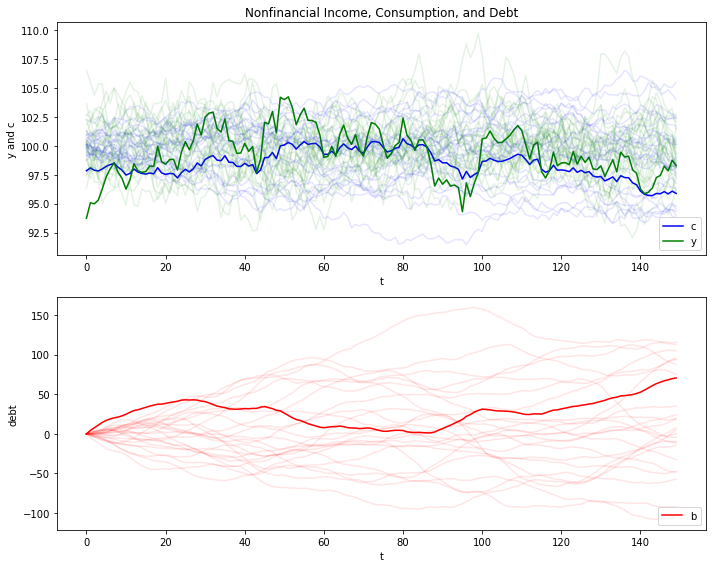 Nonfinancial Income, Consumption, and Debt
110.0
107.5
105.0
102.5
100.0
97.5
95.0
92.5
y and c
c
y
0 20 40 60 80 100 120 140
t
150
100
50
0
−50
−100
debt
b
0 20 40 60 80 100 120 140
t